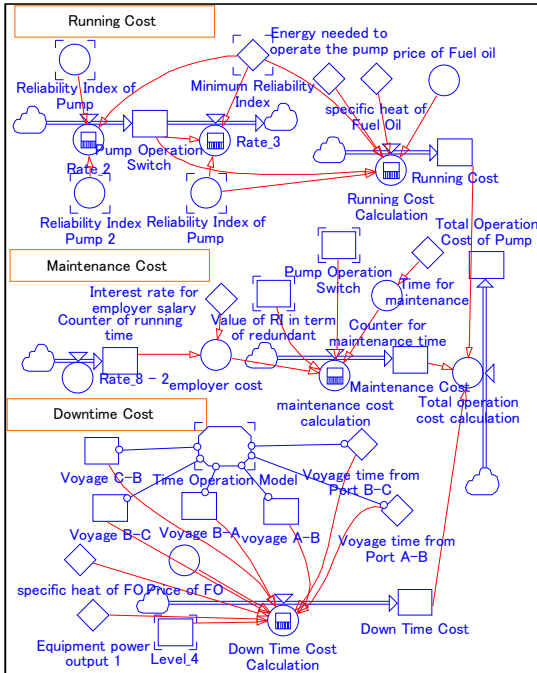 Running Cost
Energy needed to
operate the pump
price of Fuel oil
Reliability Index of
Pump
Minimum Reliability
Index
specific heat of
Fuel Oil
Rate_2
Pump Operation
Switch
Rate_3
Running Cost
Reliability Index
Pump 2
Reliability Index of
Pump
Running Cost
Calculation
Total Operation
Cost of Pump
Maintenance Cost
Pump Operation
Switch
Time for
maintenance
Interest rate for
employer salary
Value of RI in term
of redundant
Counter of running
time
Counter for
maintenance time
Rate_8 - 2
employer cost
Maintenance Cost
maintenance cost
calculation
Total operation
cost calculation
Downtime Cost
Voyage C-B
Time Operation Model
Voyage time from
Port B-C
Voyage B-C
Voyage B-A
voyage A-B
Voyage time from
Port A-B
specific heat of FO
Price of FO
Down Time Cost
Equipment power
output 1
Level_4
Down Time Cost
Calculation